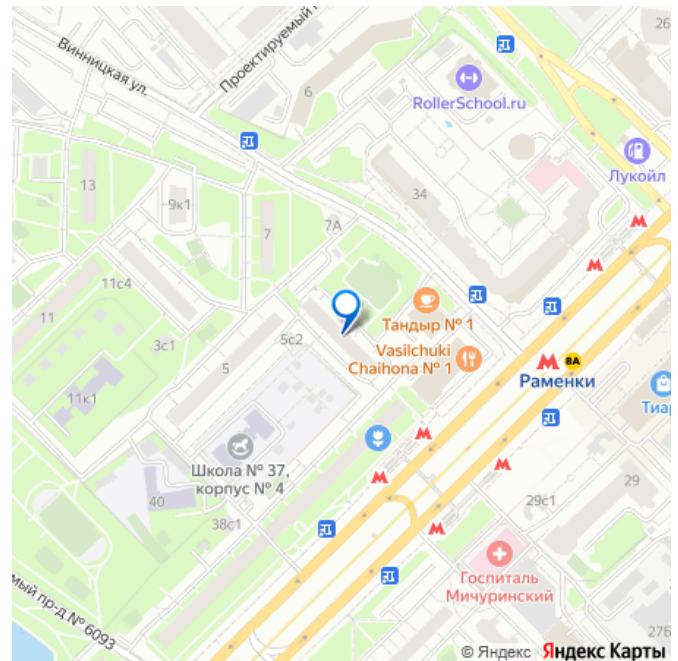 26
Винницкая ул.
Проектируемый п
6
RollerSchool.ru
Лукойл
13
9к1
34
7
7А
11с4
11
5с2
3с1
5
Тандыр № 1
Vasilchuki
Chaihona № 1
8А
Раменки
Тиар
11к1
Школа № 37,
корпус № 4
40
38с1
29
29с1
Госпиталь
Мичуринский
мый пр-д № 6093
27Б
© Яндекс Яндекс Карты